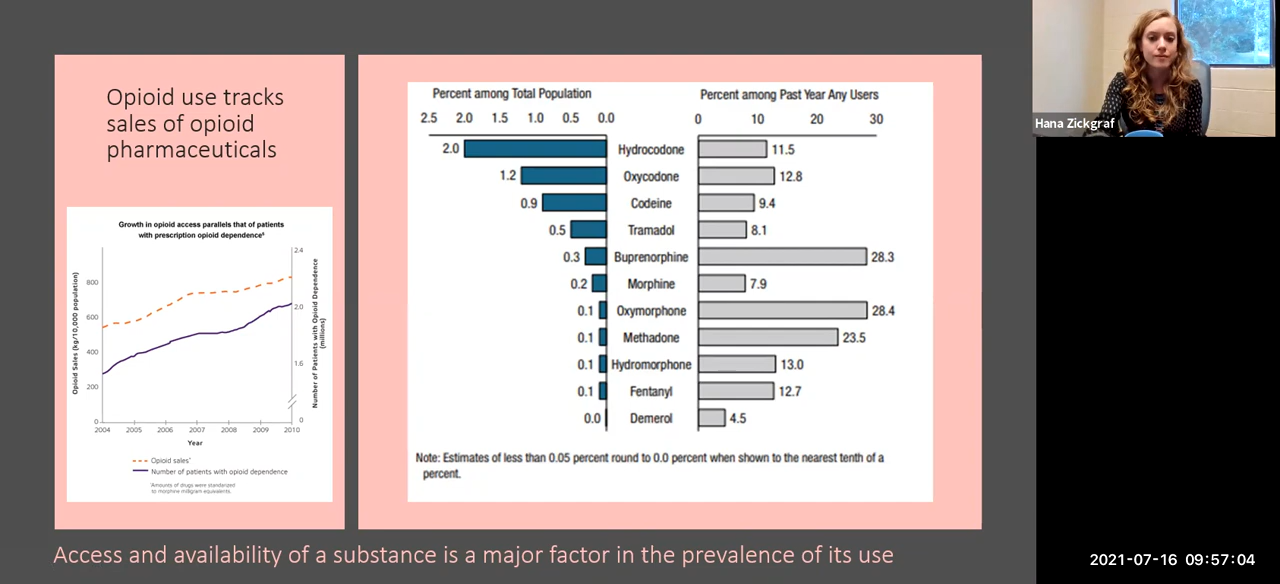 Opioid use tracks
sales of opioid
pharmaceuticals
Growth in opioid access parallels that of patients
with prescription opioid dependence⁶
Opioid Sales (kg/10,000 population)
800
600
400
200
0
2.4
2.0
1.6
0
Number of Patients with Opioid Dependence
(millions)
2004 2005 2006 2007 2008 2009 2010
Year
Opioid sales*
Number of patients with opioid dependence
*Amounts of drugs were standardized
to morphine milligram equivalents.
Percent among Total Population Percent among Past Year Any Users
2.5 2.0 1.5 1.0 0.5 0.0 0 10 20 30
2.0 Hydrocodone 11.5
1.2 Oxycodone 12.8
0.9 Codeine 9.4
0.5 Tramadol 8.1
0.3 Buprenorphine 28.3
0.2 Morphine 7.9
0.1 Oxymorphone 28.4
0.1 Methadone 23.5
0.1 Hydromorphone 13.0
0.1 Fentanyl 12.7
0.0 Demerol 4.5
Note: Estimates of less than 0.05 percent round to 0.0 percent when shown to the nearest tenth of a
percent.
Access and availability of a substance is a major factor in the prevalence of its use
Hana Zickgraf
2021-07-16 09:57:04